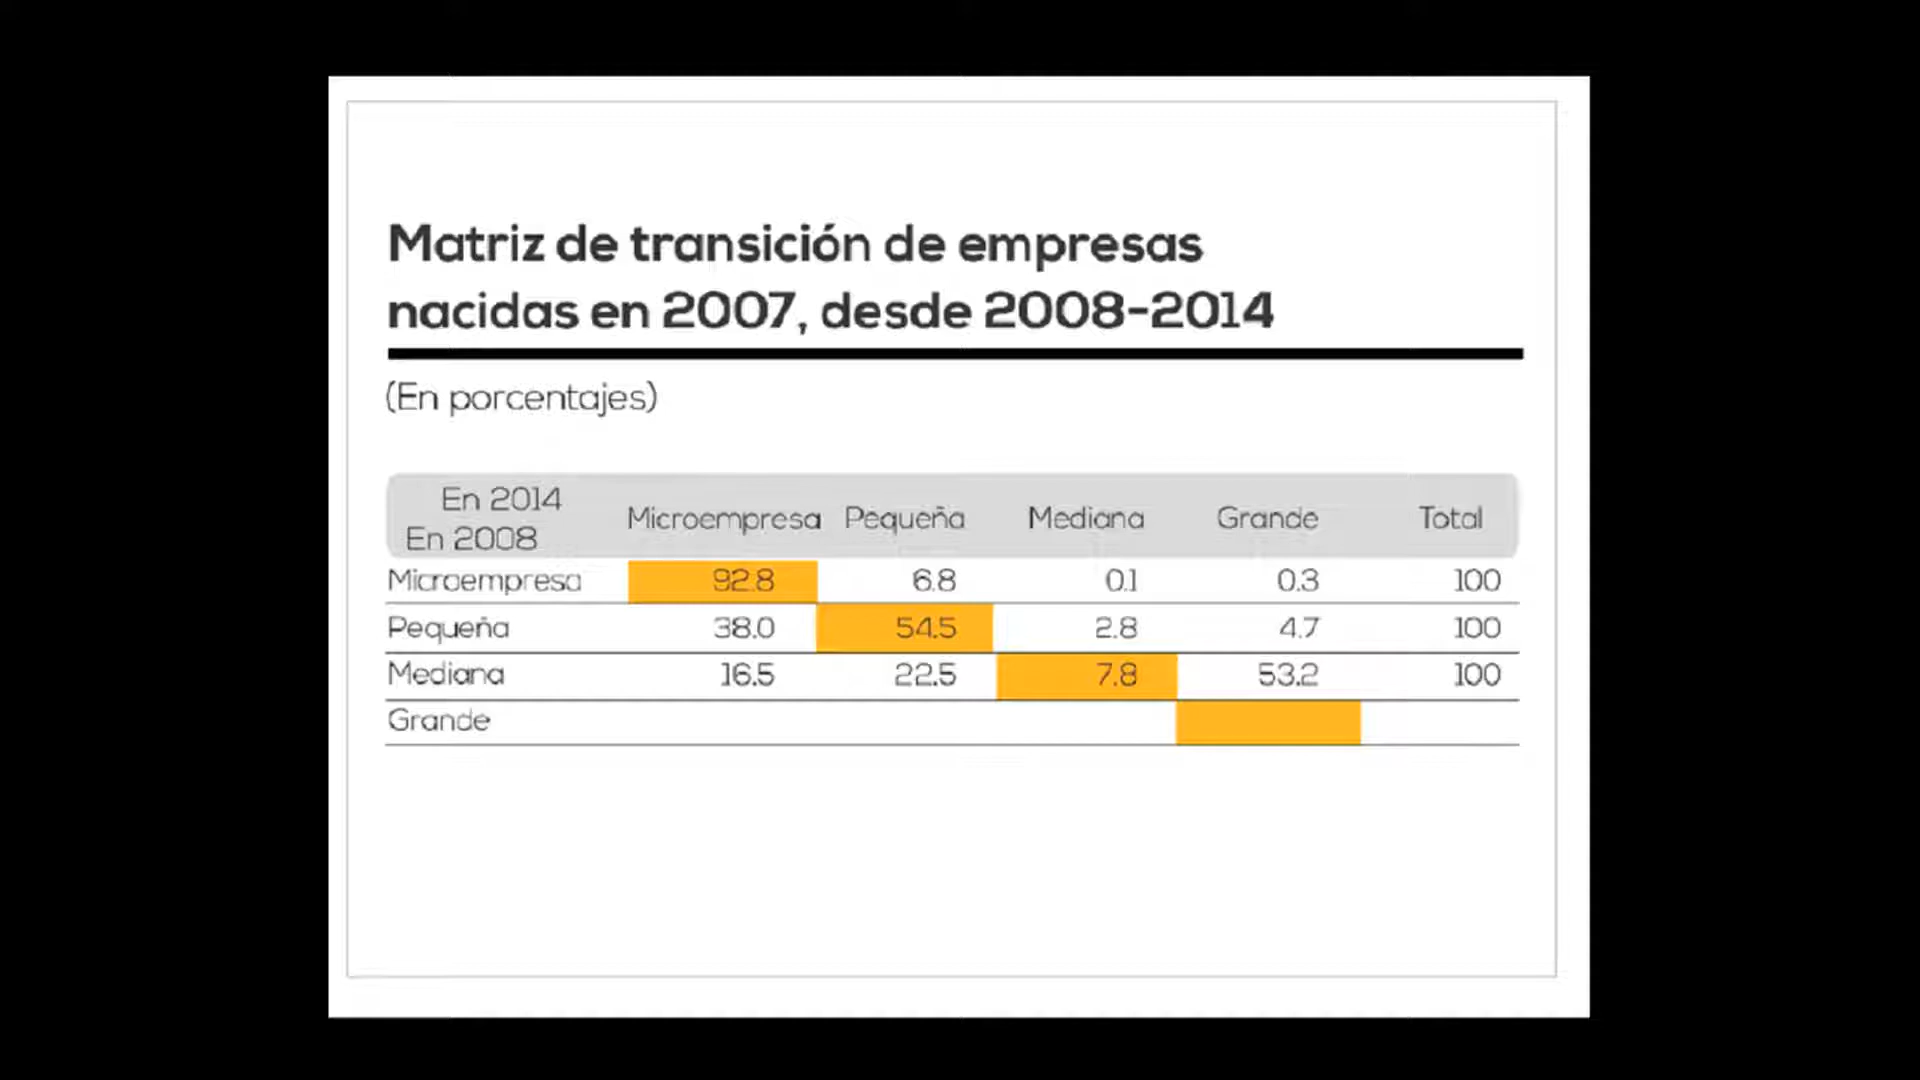 Matriz de transición de empresas
nacidas en 2007, desde 2008-2014
(En porcentajes)
En 2014
En 2008
Microempresa Pequeña Mediana Grande Total
Microempresa 92.8 6.8 0.1 0.3 100
Pequeña 38.0 54.5 2.8 4.7 100
Mediana 16.5 22.5 7.8 53.2 100
Grande